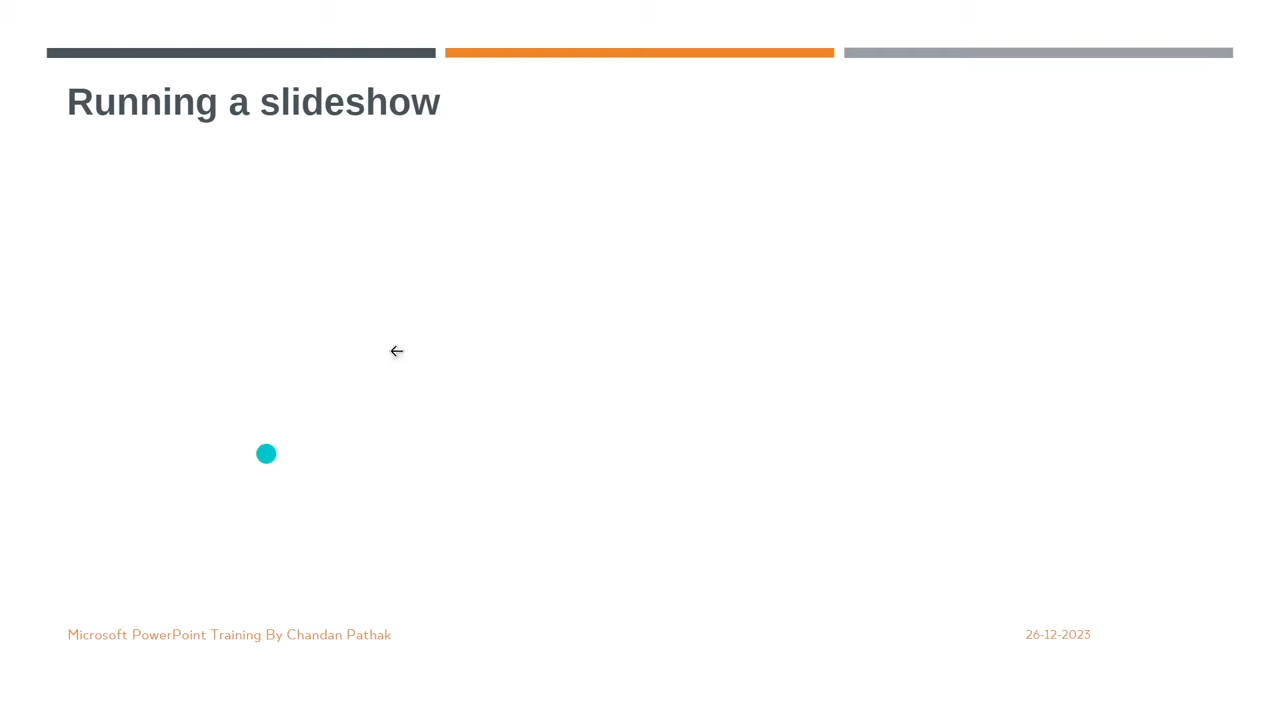 Running a slideshow
Microsoft PowerPoint Training By Chandan Pathak
26-12-2023